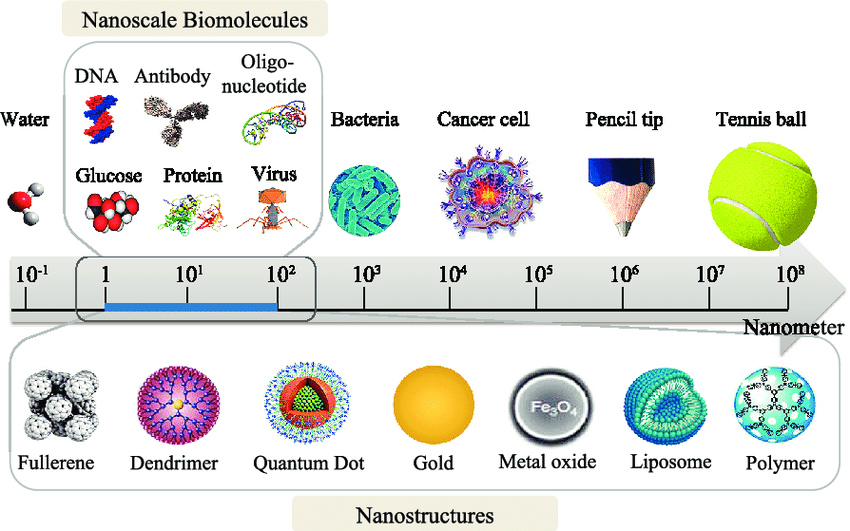 Nanoscale Biomolecules
DNA
Antibody
Oligo-
nucleotide
Water
Bacteria
Cancer cell
Pencil tip
Tennis ball
Glucose
Protein
Virus
10⁻¹
1
10¹
10²
10³
10⁴
10⁵
10⁶
10⁷
10⁸
Nanometer
Fe₃O₄
Fullerene
Dendrimer
Quantum Dot
Gold
Metal oxide
Liposome
Polymer
Nanostructures